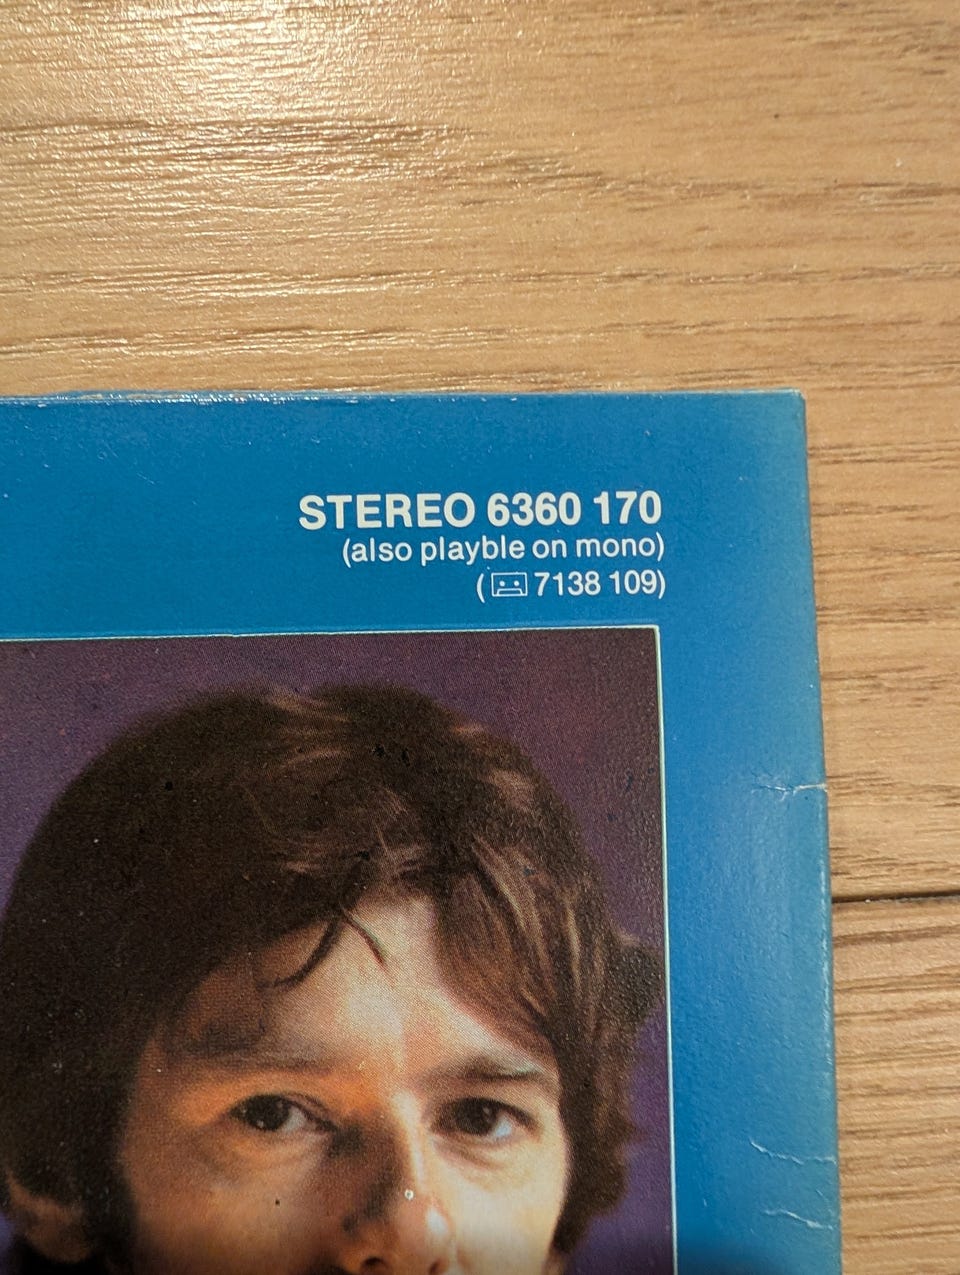 STEREO 6360 170
(also playble on mono)
(7138 109)